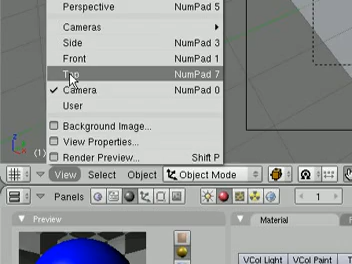 Perspective NumPad 5
Cameras
Side NumPad 3
Front NumPad 1
Top NumPad 7
Camera NumPad 0
User
Background Image...
View Properties...
Render Preview... Shift P
(1)
View Select Object Object Mode
Panels 1
Preview Material
VCol Light VCol Paint